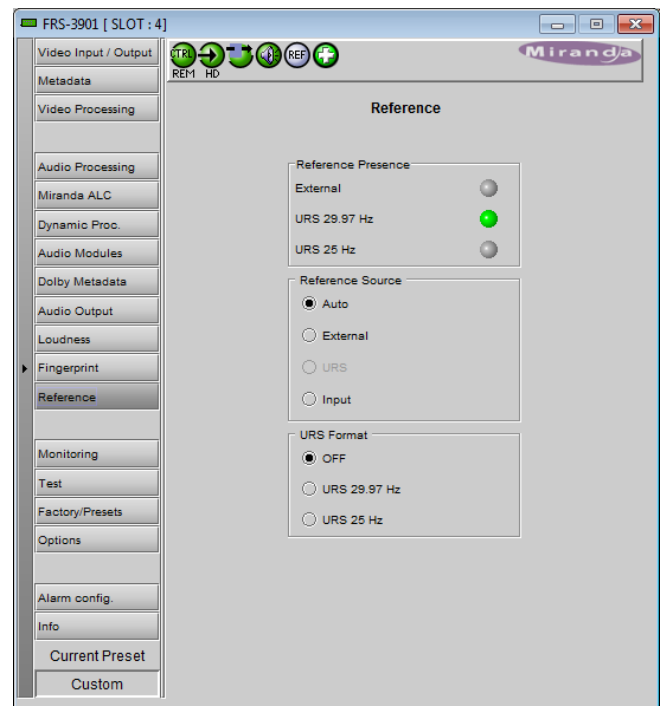 FRS-3901 [ SLOT : 4]
Video Input / Output
Metadata
Video Processing
Audio Processing
Miranda ALC
Dynamic Proc.
Audio Modules
Dolby Metadata
Audio Output
Loudness
Fingerprint
Reference
Monitoring
Test
Factory/Presets
Options
Alarm config.
Info
Current Preset
Custom
CTRL
REF
REM HD
Miranda
Reference
Reference Presence
External
URS 29.97 Hz
URS 25 Hz
Reference Source
Auto
External
URS
Input
URS Format
OFF
URS 29.97 Hz
URS 25 Hz